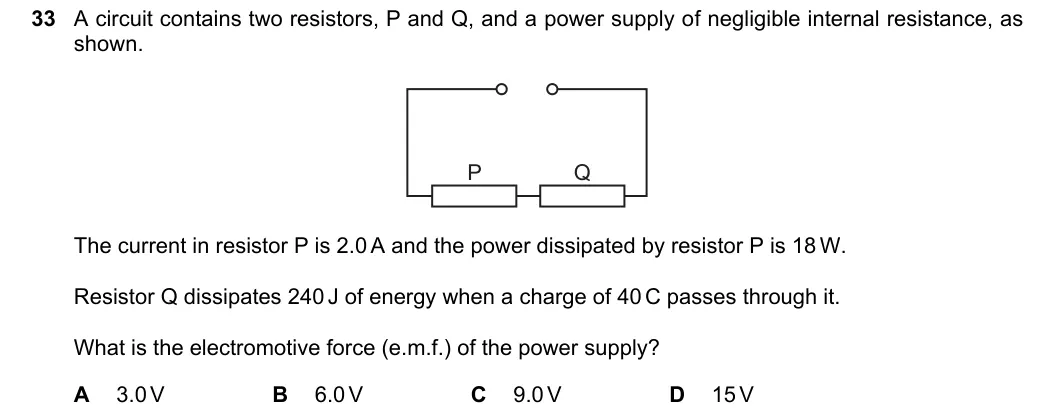 33 A circuit contains two resistors, P and Q, and a power supply of negligible internal resistance, as
shown.
P Q
The current in resistor P is 2.0 A and the power dissipated by resistor P is 18 W.
Resistor Q dissipates 240 J of energy when a charge of 40 C passes through it.
What is the electromotive force (e.m.f.) of the power supply?
A 3.0 V B 6.0 V C 9.0 V D 15 V